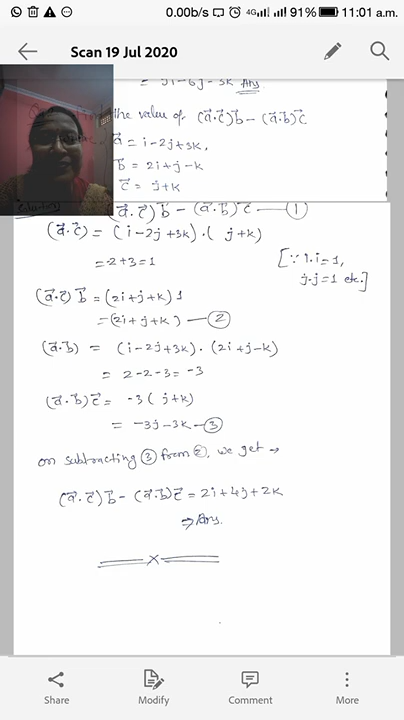 0.00b/s 4G 91% 11:01 a.m.
Scan 19 Jul 2020
= 5i-6j-5k Ans
the value of (a⃗.c⃗)b⃗-(a⃗.b⃗)c⃗
a⃗ = i-2j+3k,
b⃗ = 2i+j-k
c⃗ = j+k
(a⃗.c⃗)b⃗-(a⃗.b⃗)c⃗ — ①
(a⃗.c⃗) = (i-2j+3k).( j+k)
= -2+3=1
[∵ i.i=1,
j.j=1 etc.]
(a⃗.c⃗)b⃗ = (2i+j+k)1
= (2i+j+k) — ②
(a⃗.b⃗) = (i-2j+3k).(2i+j-k)
= 2-2-3=-3
(a⃗.b⃗)c⃗ = -3(j+k)
= -3j-3k — ③
on subtracting ③ from ②, we get →
(a⃗.c⃗)b⃗-(a⃗.b⃗)c⃗ = 2i+4j+2k
⇒ Ans.
Share Modify Comment More